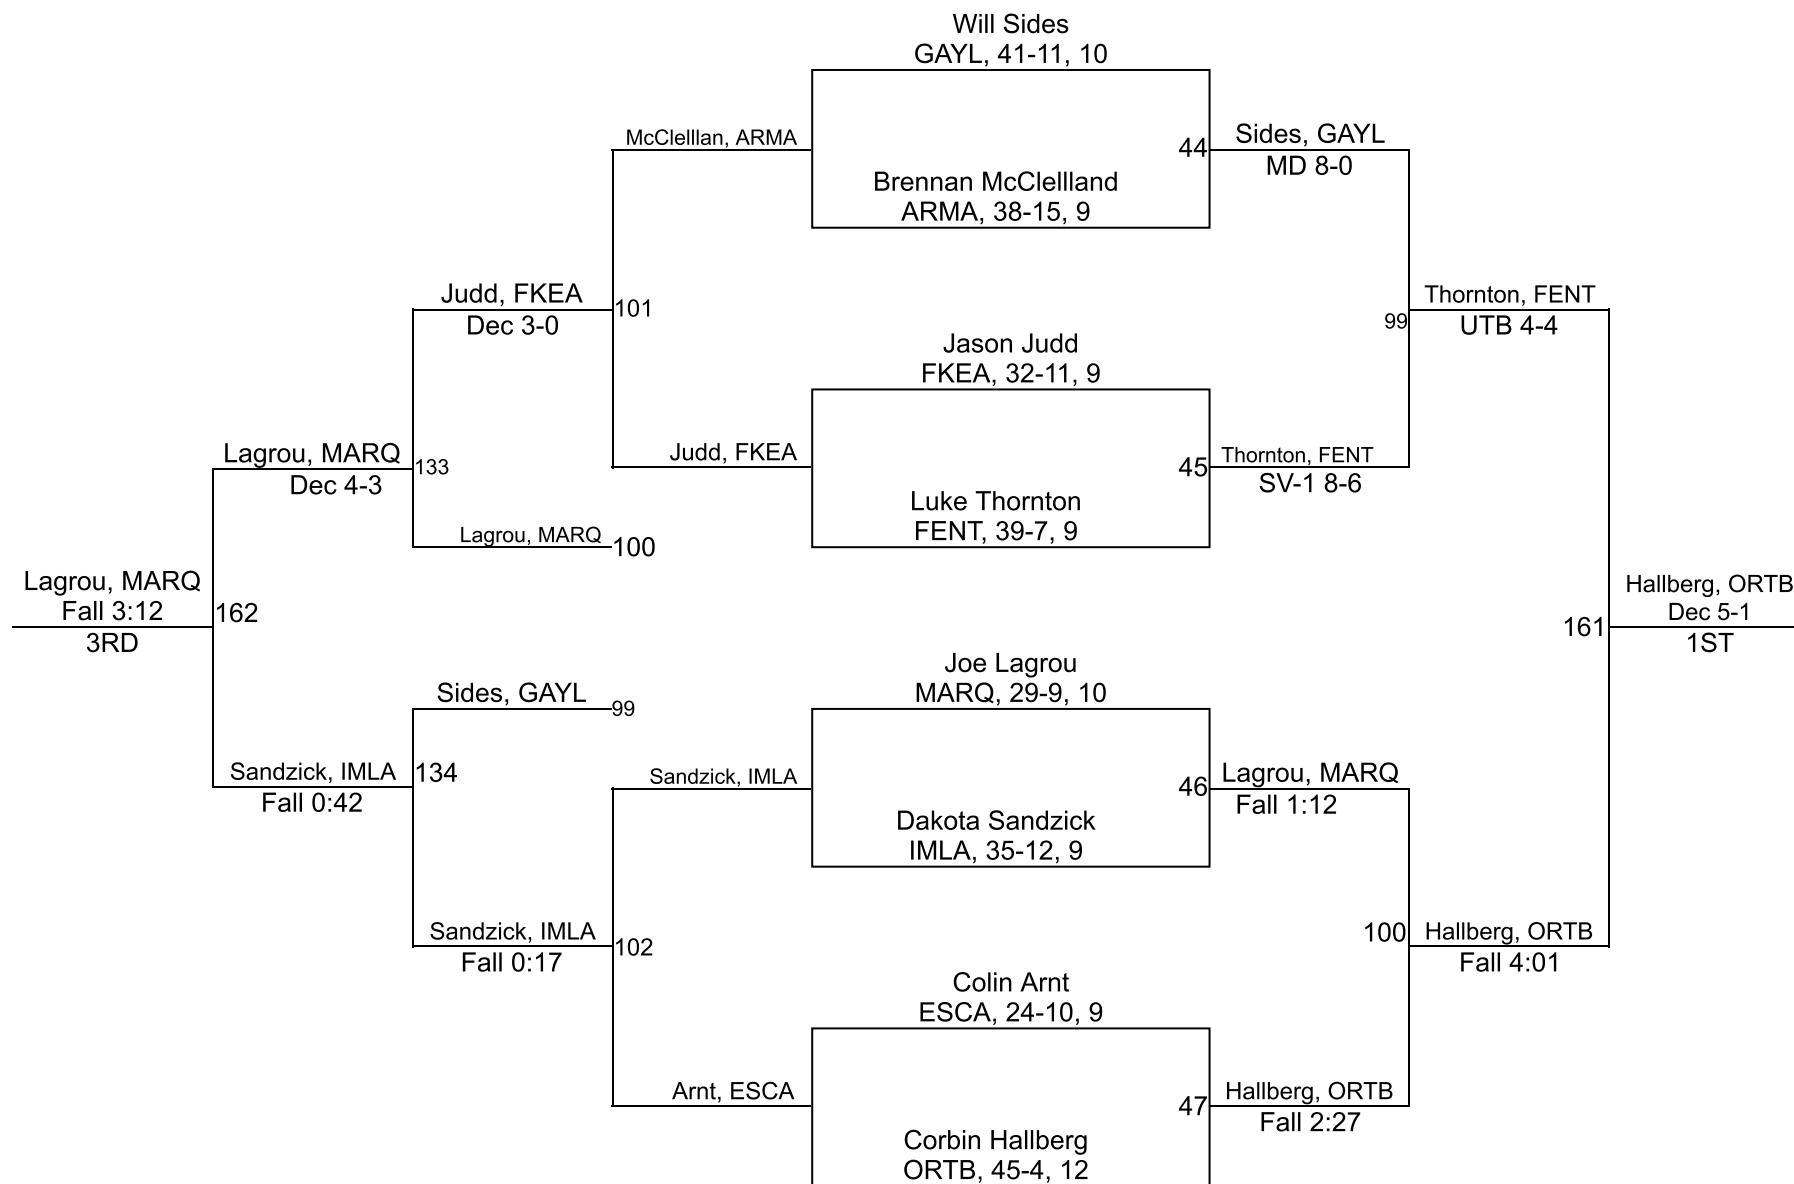 Will Sides
GAYL, 41-11, 10
McClelllan, ARMA
44
Sides, GAYL
MD 8-0
Brennan McClellland
ARMA, 38-15, 9
Judd, FKEA
Dec 3-0
101
Thornton, FENT
UTB 4-4
99
Jason Judd
FKEA, 32-11, 9
Lagrou, MARQ
Dec 4-3
133
Judd, FKEA
45
Thornton, FENT
SV-1 8-6
Luke Thornton
FENT, 39-7, 9
Lagrou, MARQ
100
Lagrou, MARQ
Fall 3:12
3RD
162
161
Hallberg, ORTB
Dec 5-1
1ST
Joe Lagrou
MARQ, 29-9, 10
Sides, GAYL
99
Sandzick, IMLA
Fall 0:42
134
Sandzick, IMLA
46
Lagrou, MARQ
Fall 1:12
Dakota Sandzick
IMLA, 35-12, 9
Sandzick, IMLA
Fall 0:17
102
100
Hallberg, ORTB
Fall 4:01
Colin Arnt
ESCA, 24-10, 9
Arnt, ESCA
47
Hallberg, ORTB
Fall 2:27
Corbin Hallberg
ORTB, 45-4, 12